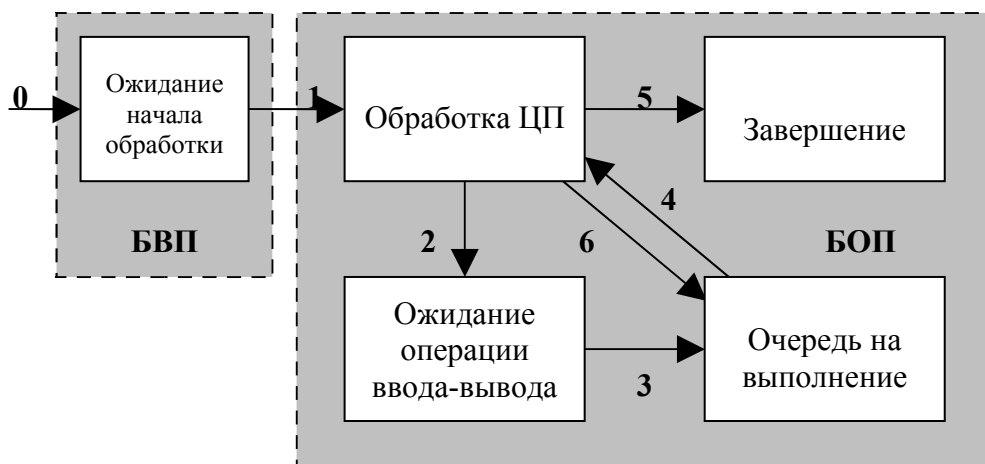 0
Ожидание
начала
обработки
1
Обработка ЦП
5
Завершение
БВП
2
6
4
БОП
Ожидание
операции
ввода-вывода
3
Очередь на
выполнение